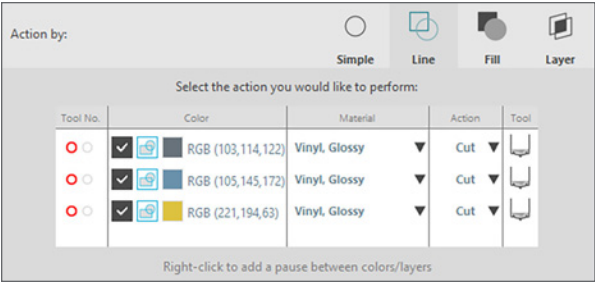 Action by:
Simple Line Fill Layer
Select the action you would like to perform:
Tool No. Color Material Action Tool
RGB (103,114,122) Vinyl, Glossy Cut
RGB (105,145,172) Vinyl, Glossy Cut
RGB (221,194,63) Vinyl, Glossy Cut
Right-click to add a pause between colors/layers